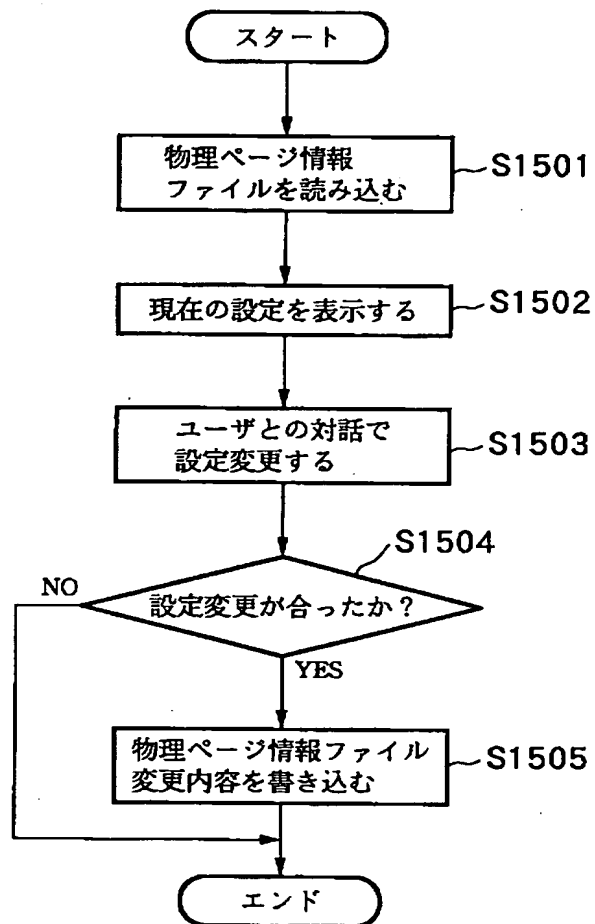 スタート
物理ページ情報
ファイルを読み込む
S1501
現在の設定を表示する
S1502
ユーザとの対話で
設定変更する
S1503
S1504
NO
設定変更が合ったか？
YES
物理ページ情報ファイル
変更内容を書き込む
S1505
エンド